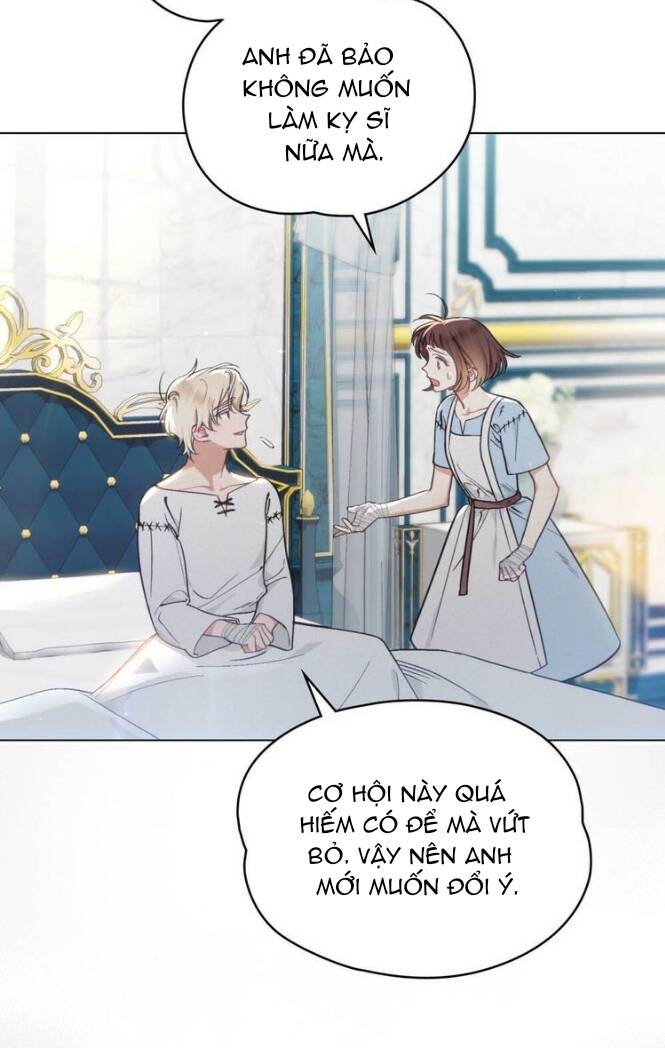 ANH ĐÃ BẢO
KHÔNG MUỐN
LÀM KỴ SĨ
NỮA MÀ.
CƠ HỘI NÀY QUÁ
HIẾM CÓ ĐỂ MÀ VỨT
BỎ. VẬY NÊN ANH
MỚI MUỐN ĐỔI Ý.